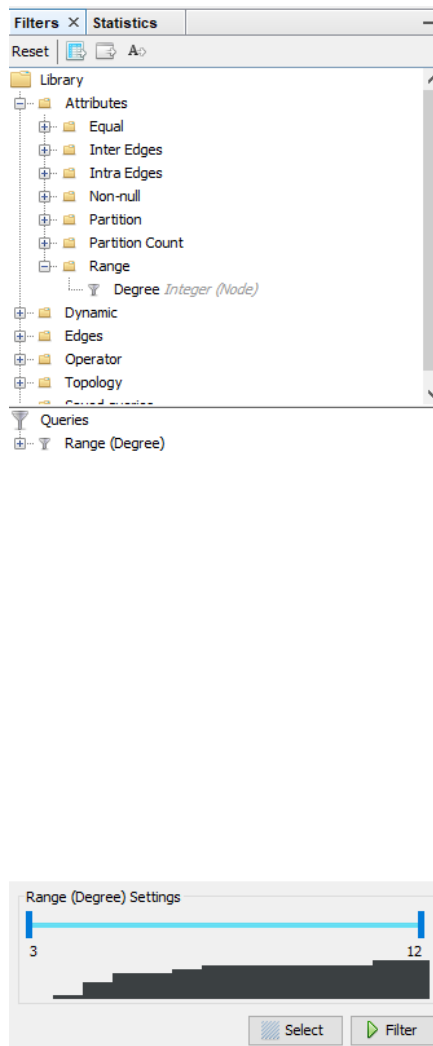 Filters × Statistics
Reset
Library
Attributes
Equal
Inter Edges
Intra Edges
Non-null
Partition
Partition Count
Range
Degree Integer (Node)
Dynamic
Edges
Operator
Topology
Queries
Range (Degree)
Range (Degree) Settings
3 12
Select Filter